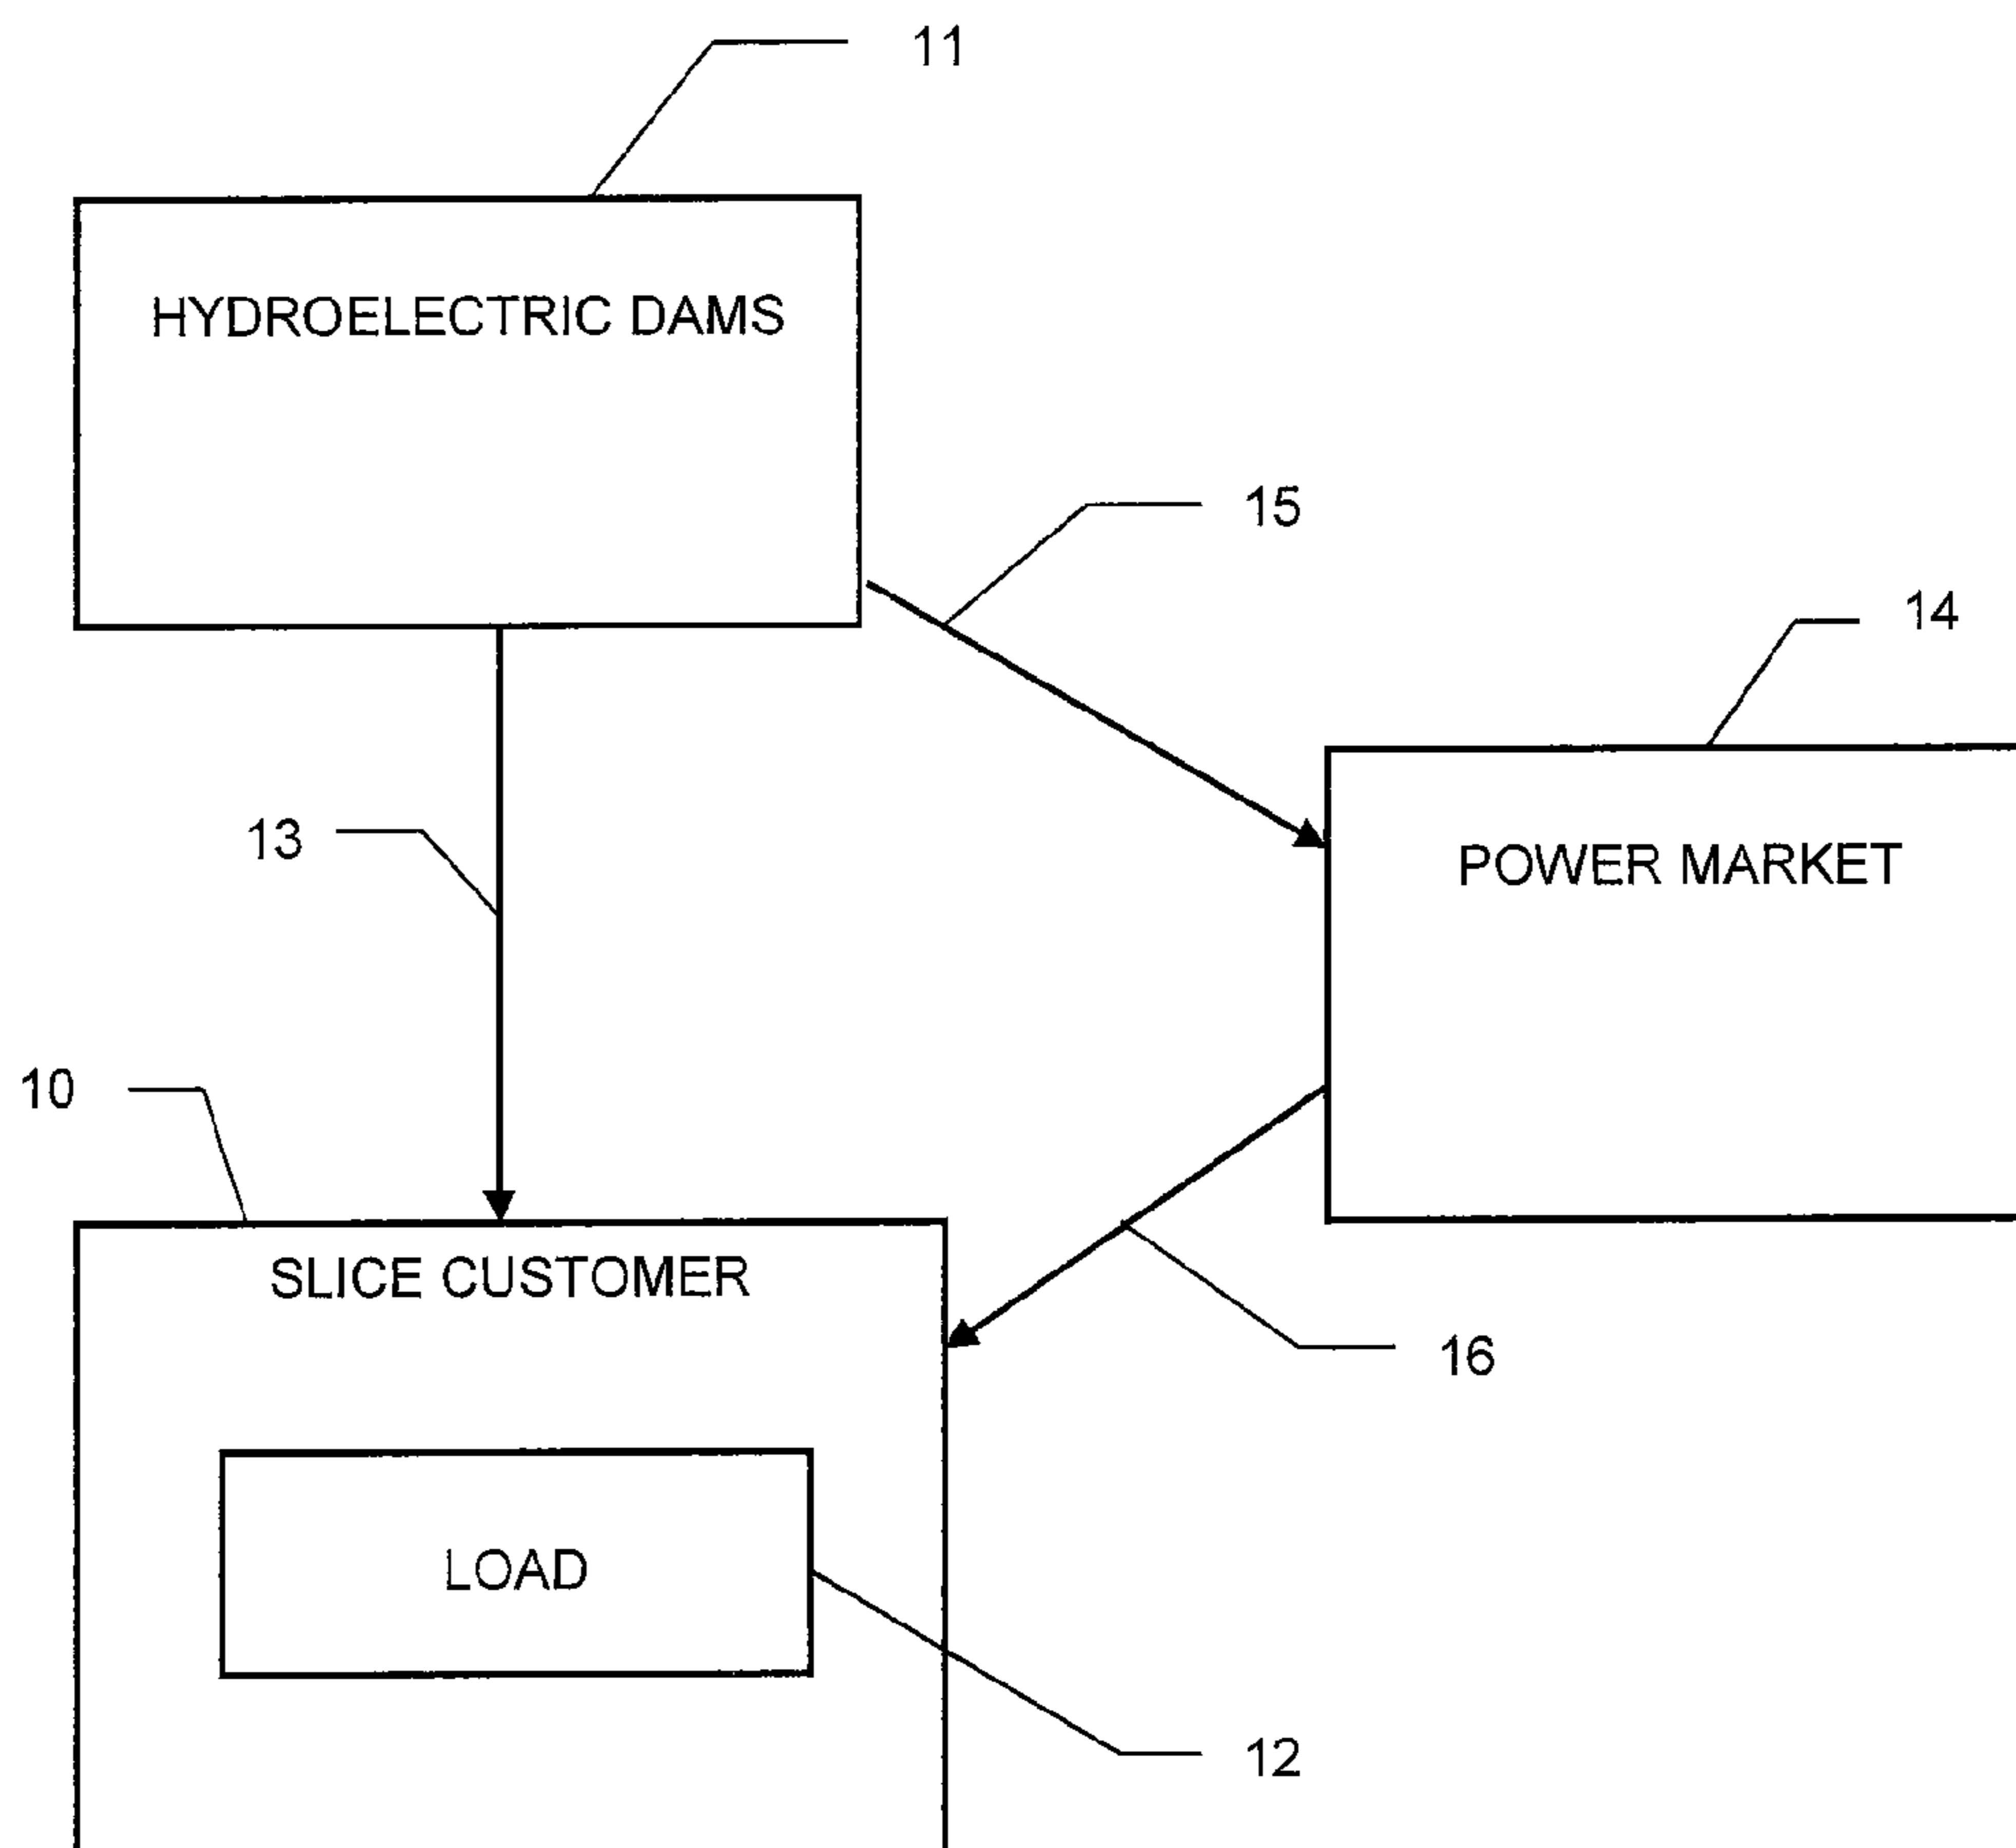 11
HYDROELECTRIC DAMS
15
14
13
POWER MARKET
10
SLICE CUSTOMER
16
LOAD
12